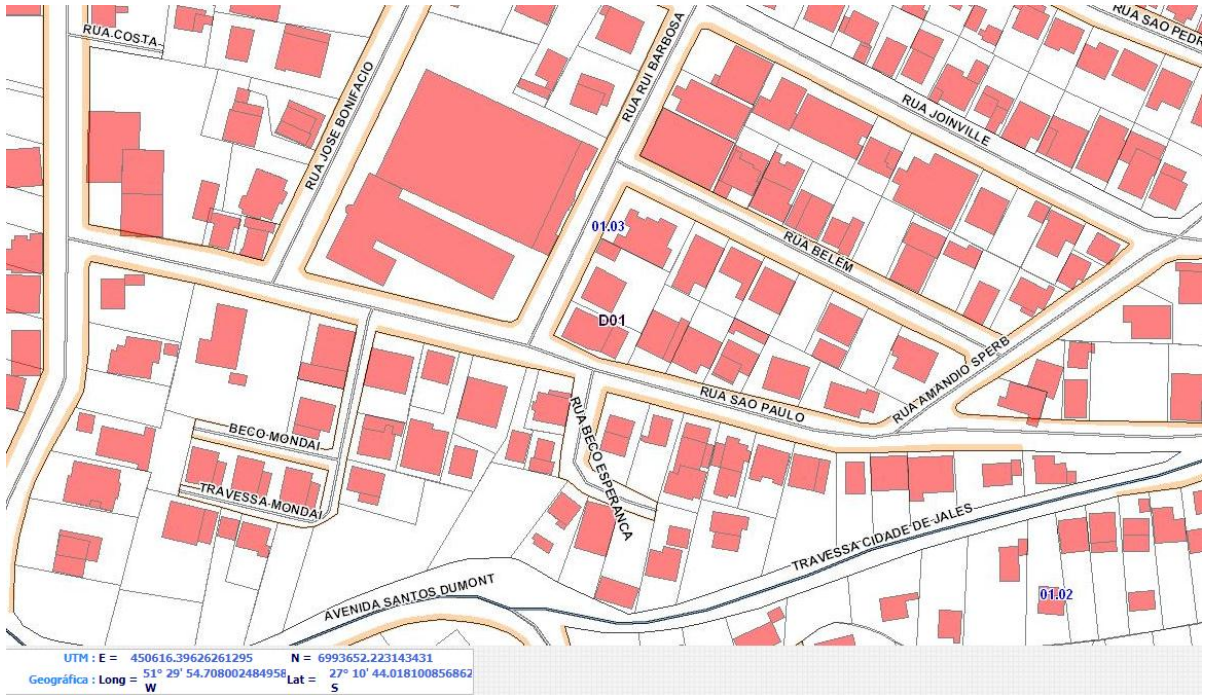 RUA SAO PEDR
RUA COSTA
RUA JOSE BONIFACIO
RUA RUI BARBOSA
RUA JOINVILLE
01.03
RUA BELEM
D01
RUA AMANDIO SPERB
RUA SAO PAULO
RUA BECO ESPERANCA
BECO MONDAI
TRAVESSA MONDAI
TRAVESSA CIDADE DE JALES
AVENIDA SANTOS DUMONT
01.02
UTM : E = 450616.39626261295 N = 6993652.223143431
Geográfica : Long = 51° 29' 54.708002484958 W Lat = 27° 10' 44.018100856862 S